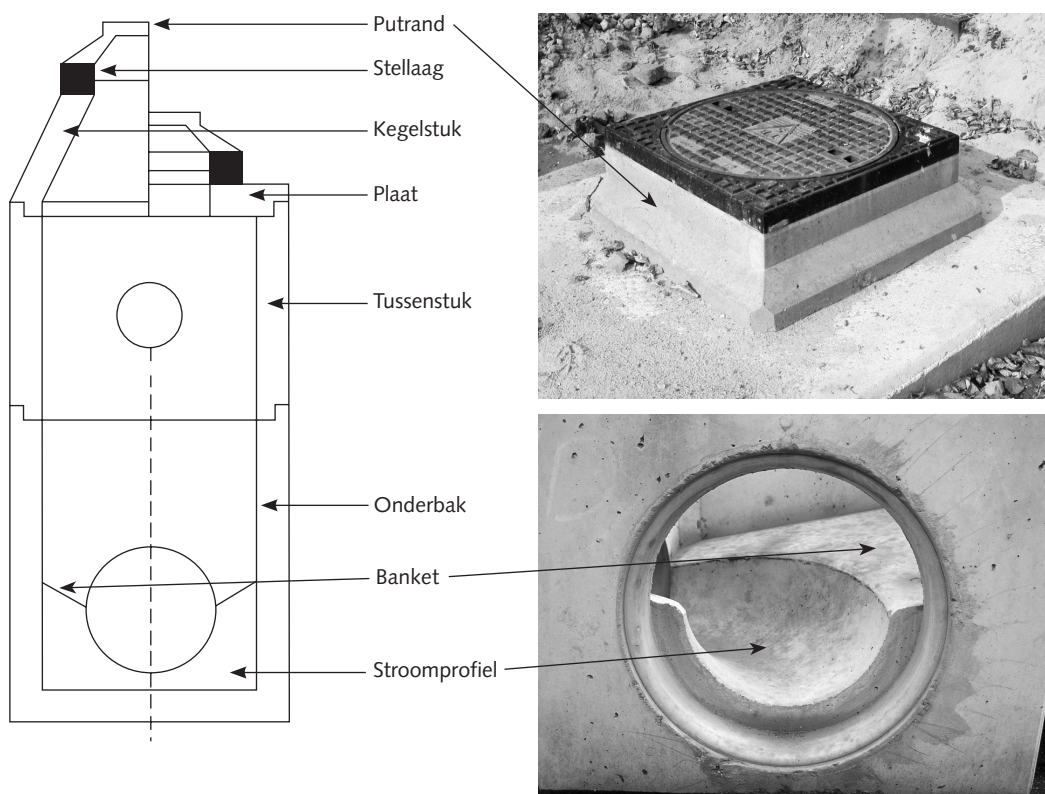 Putrand
Stellaag
Kegelstuk
Plaat
Tussenstuk
Onderbak
Banket
Stroomprofiel